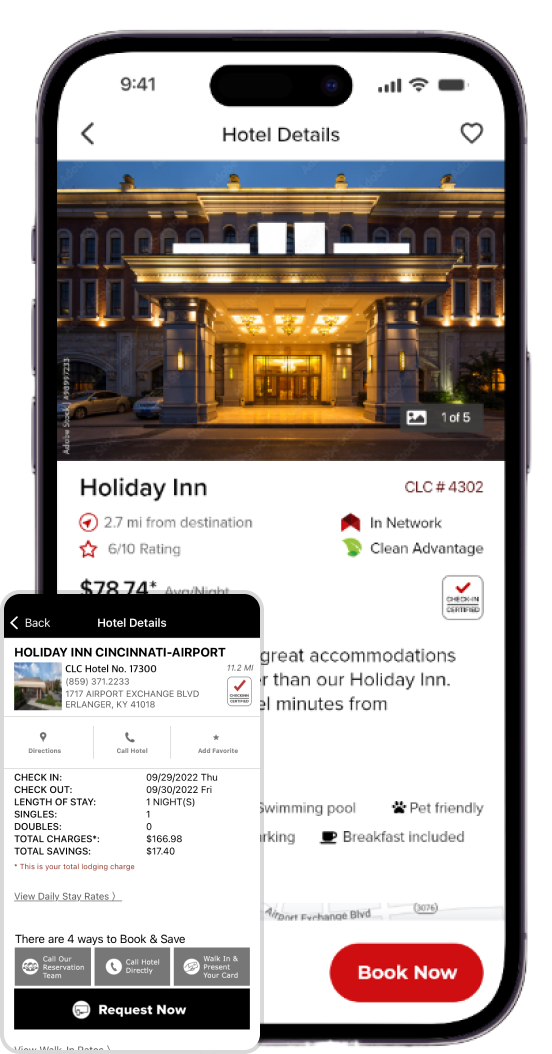 9:41
Hotel Details
Adobe Stock | 498997233
1 of 5
Holiday Inn
CLC # 4302
2.7 mi from destination
In Network
6/10 Rating
Clean Advantage
$78.74* Avg/Night
CHECK-IN
CERTIFIED
great accommodations
r than our Holiday Inn.
el minutes from
Swimming pool
Pet friendly
rking
Breakfast included
Airport Exchange Blvd
(3076)
Book Now
Back
Hotel Details
HOLIDAY INN CINCINNATI-AIRPORT
CLC Hotel No. 17300
11.2 MI
(859) 371.2233
1717 AIRPORT EXCHANGE BLVD
ERLANGER, KY 41018
CHECK-IN
CERTIFIED
Directions
Call Hotel
Add Favorite
CHECK IN: 09/29/2022 Thu
CHECK OUT: 09/30/2022 Fri
LENGTH OF STAY: 1 NIGHT(S)
SINGLES: 1
DOUBLES: 0
TOTAL CHARGES*: $166.98
TOTAL SAVINGS: $17.40
* This is your total lodging charge
View Daily Stay Rates ⟩
There are 4 ways to Book & Save
Call Our
Reservation
Team
Call Hotel
Directly
Walk In &
Present
Your Card
Request Now
View Walk-In Rates ⟩